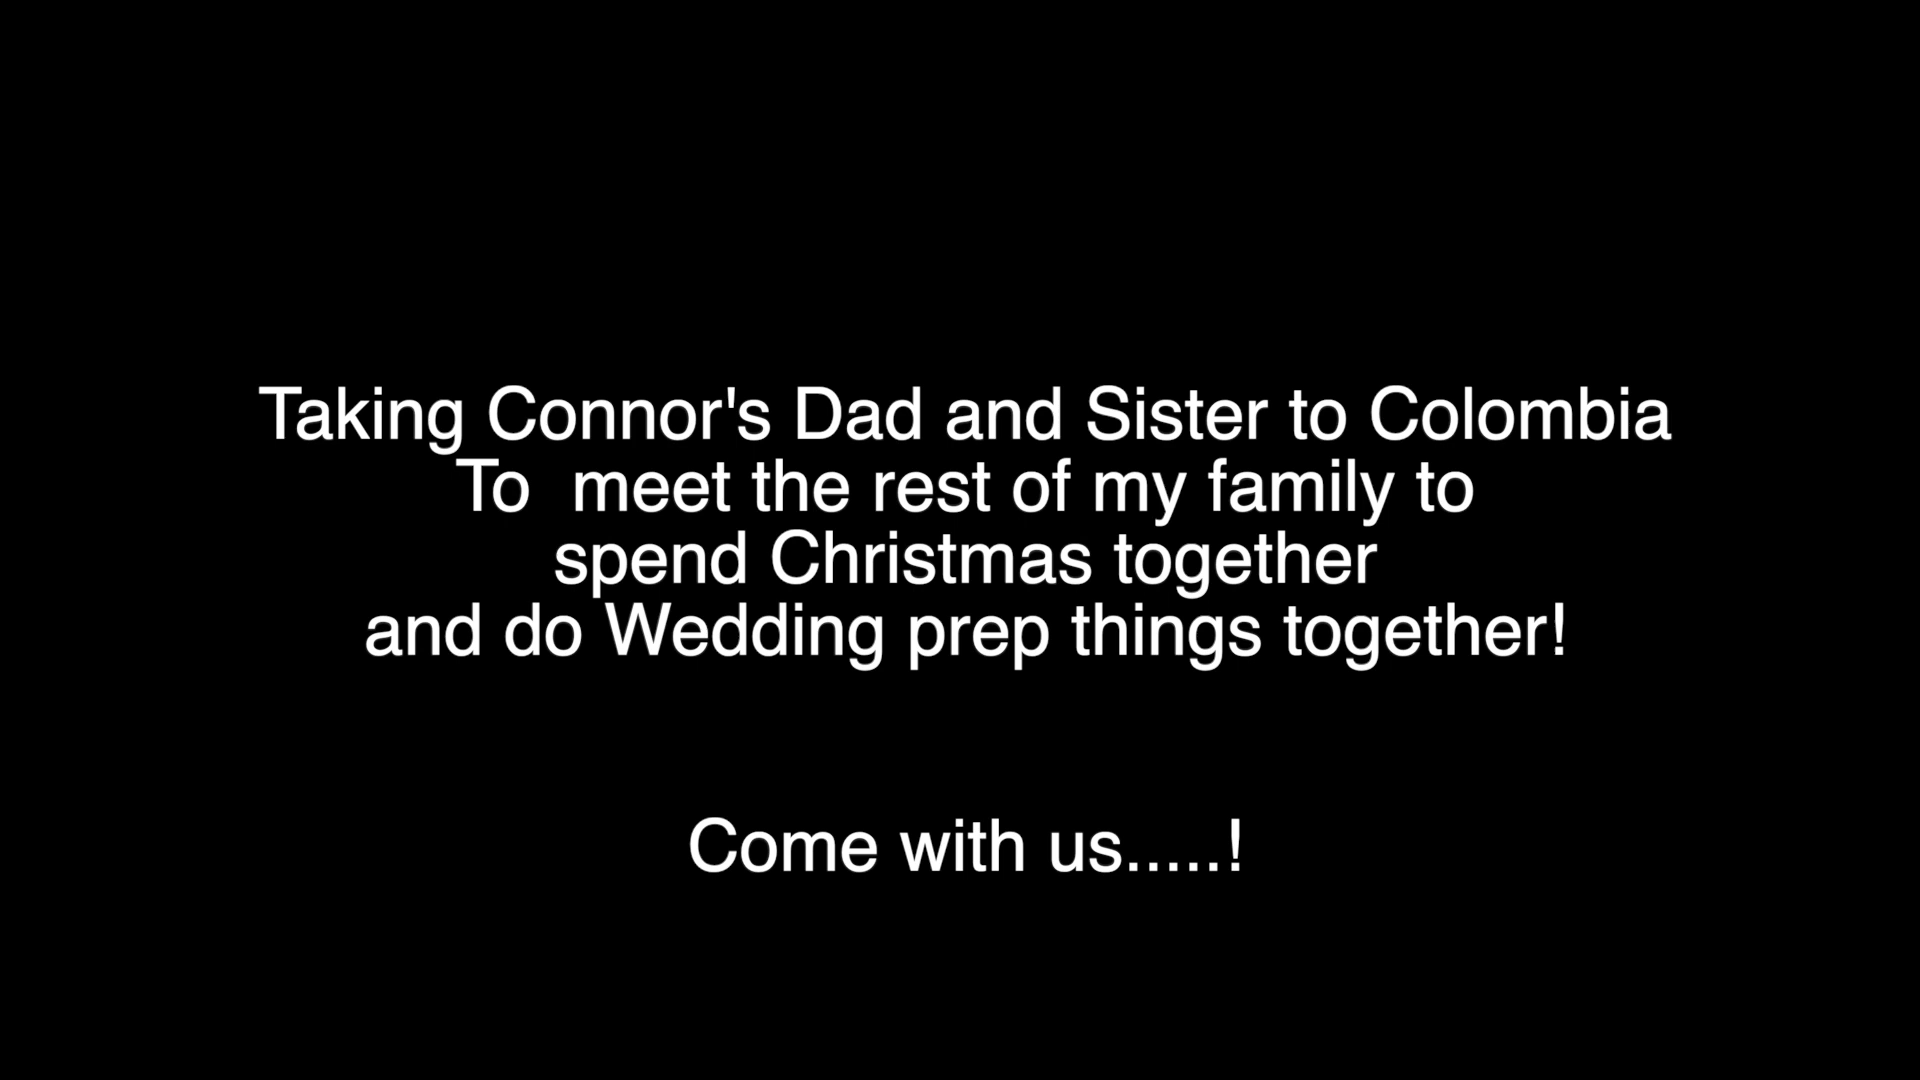 Taking Connor's Dad and Sister to Colombia
To  meet the rest of my family to
spend Christmas together
and do Wedding prep things together!
Come with us.....!